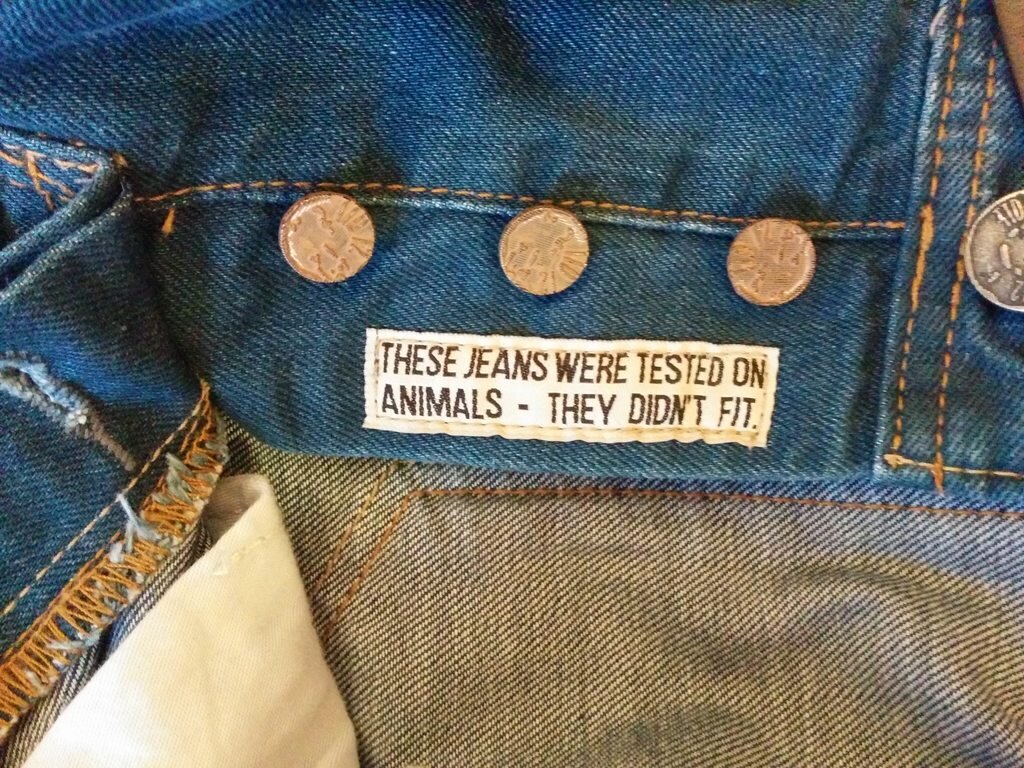 THESE JEANS WERE TESTED ON
ANIMALS - THEY DIDN'T FIT.